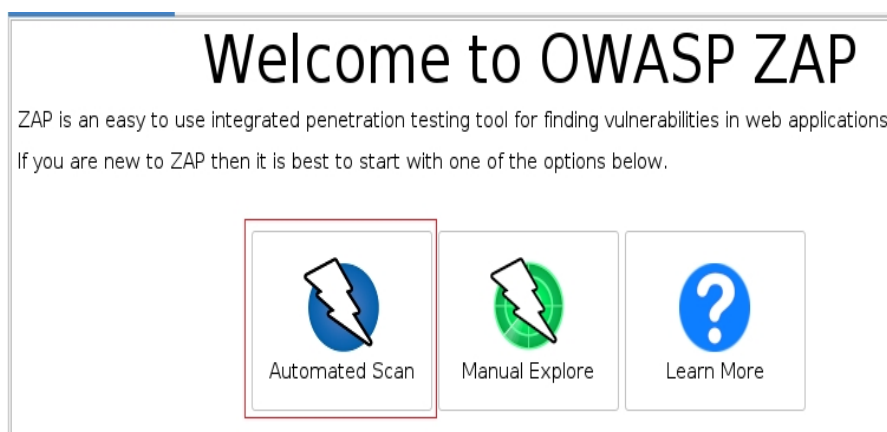 Welcome to OWASP ZAP
ZAP is an easy to use integrated penetration testing tool for finding vulnerabilities in web applications
If you are new to ZAP then it is best to start with one of the options below.
Automated Scan
Manual Explore
Learn More